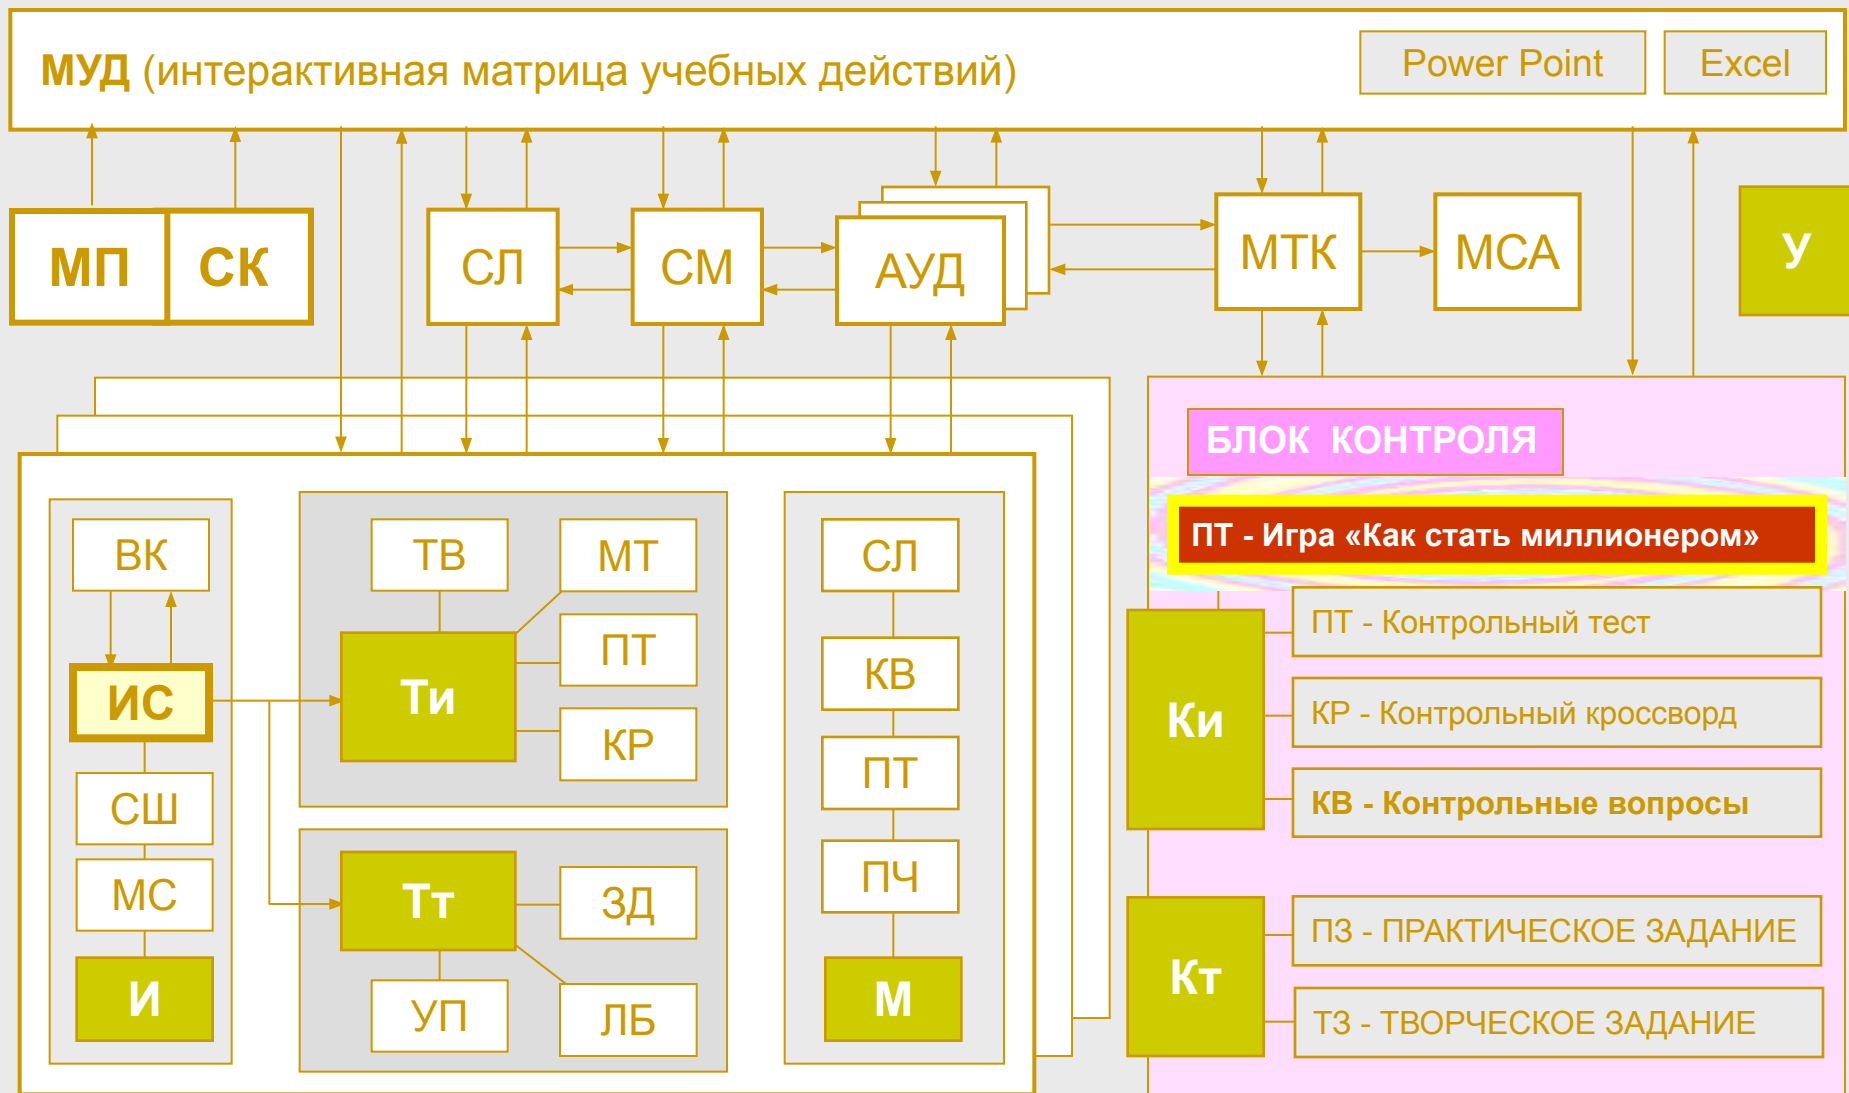 МУД (интерактивная матрица учебных действий)
Power Point
Excel
МП
СК
СЛ
СМ
АУД
МТК
МСА
У
БЛОК КОНТРОЛЯ
ПТ - Игра «Как стать миллионером»
ВК
ИС
СШ
МС
И
ТВ
МТ
Ти
ПТ
КР
Тт
ЗД
УП
ЛБ
СЛ
КВ
ПТ
ПЧ
М
Ки
ПТ - Контрольный тест
КР - Контрольный кроссворд
КВ - Контрольные вопросы
Кт
ПЗ - ПРАКТИЧЕСКОЕ ЗАДАНИЕ
ТЗ - ТВОРЧЕСКОЕ ЗАДАНИЕ